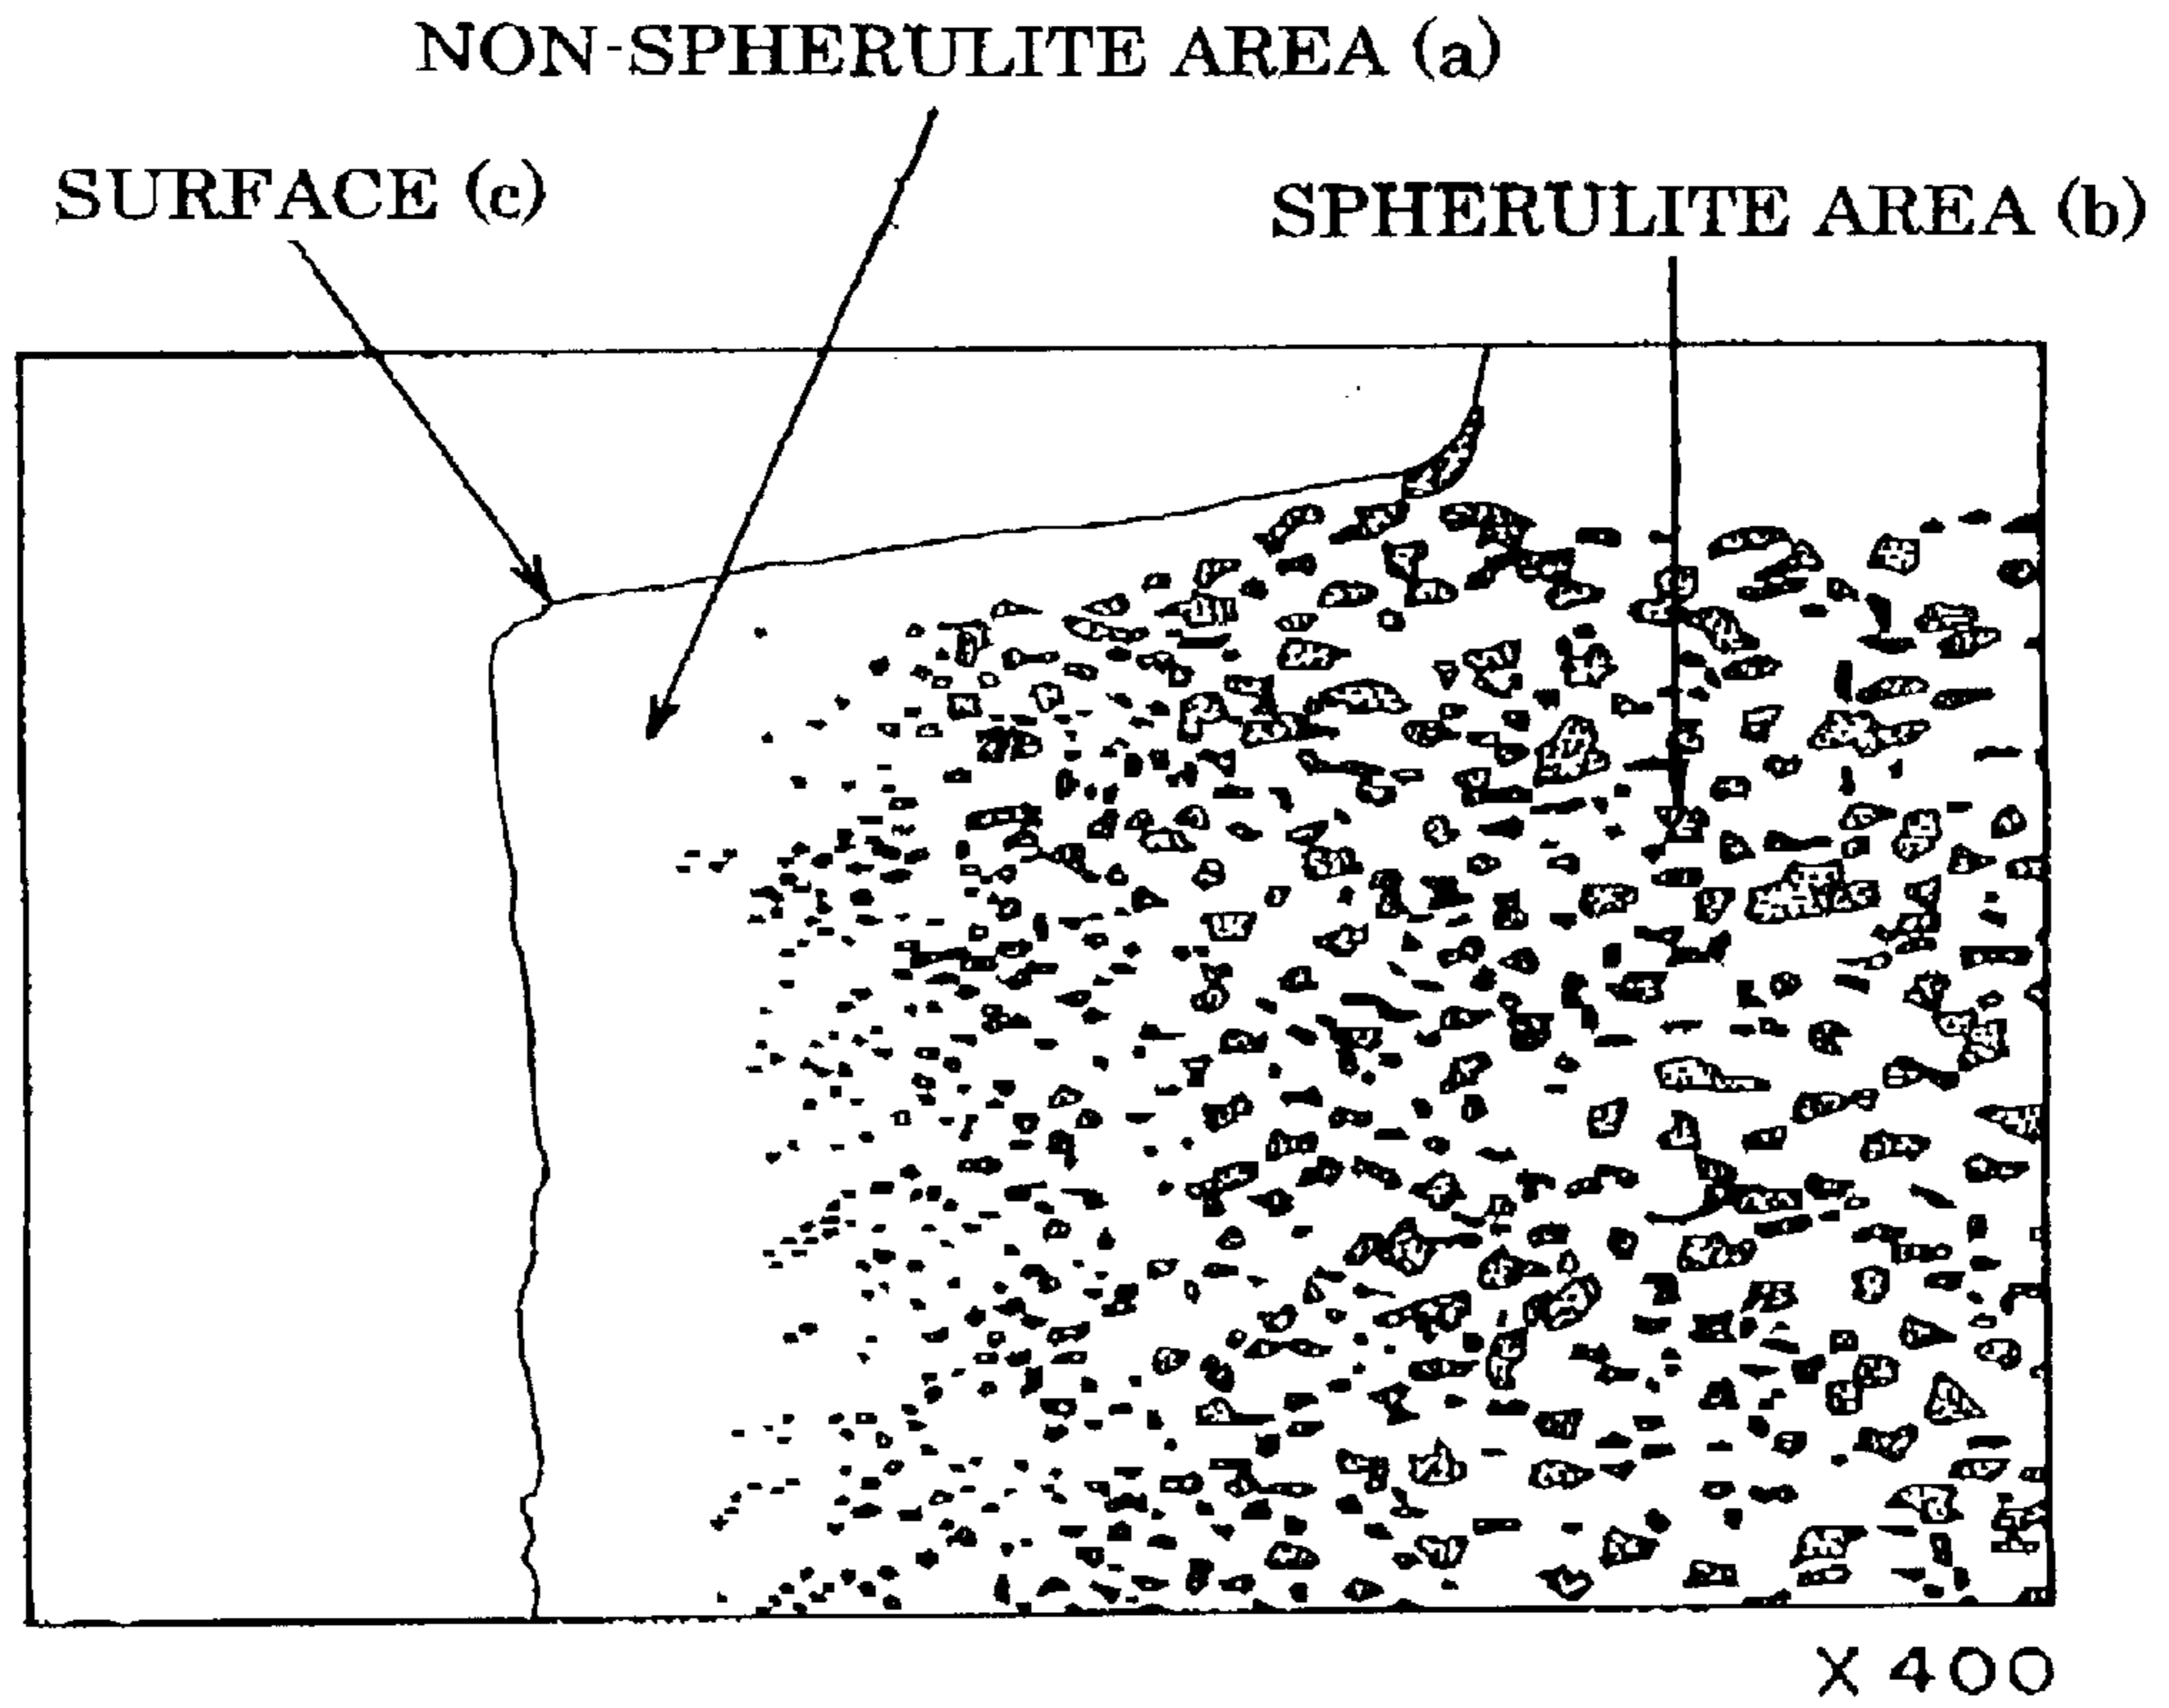 NON-SPHERULITE AREA (a)
SURFACE (c)
SPHERULITE AREA (b)
X 400